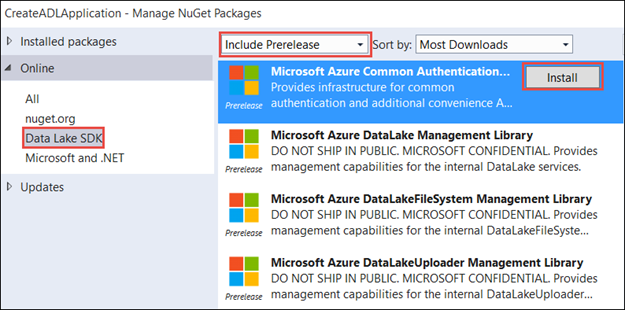 CreateADLApplication - Manage NuGet Packages
Installed packages
Online
All
nuget.org
Data Lake SDK
Microsoft and .NET
Updates
Include Prerelease
Sort by:
Most Downloads
Microsoft Azure Common Authentication...
Install
Provides infrastructure for common
Prerelease
authentication and additional convenience A...
Microsoft Azure DataLake Management Library
DO NOT SHIP IN PUBLIC. MICROSOFT CONFIDENTIAL. Provides
Prerelease
management capabilities for the internal DataLake services.
Microsoft Azure DataLakeFileSystem Management Library
DO NOT SHIP IN PUBLIC. MICROSOFT CONFIDENTIAL. Provides
Prerelease
management capabilities for the internal DataLakeFileSyste...
Microsoft Azure DataLakeUploader Management Library
DO NOT SHIP IN PUBLIC. MICROSOFT CONFIDENTIAL. Provides
Prerelease
management capabilities for the internal DataLakeUploader...